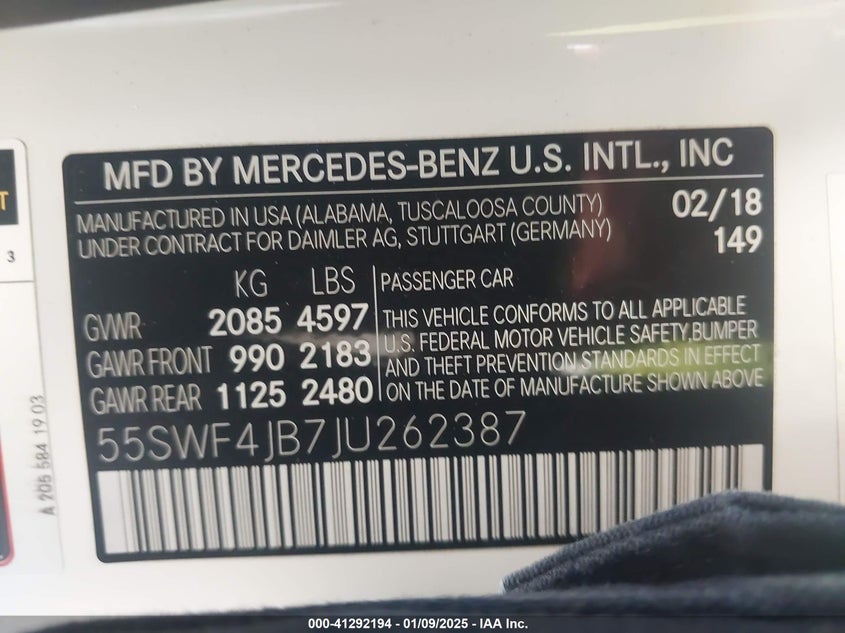 MFD BY MERCEDES-BENZ U.S. INTL., INC
MANUFACTURED IN USA (ALABAMA, TUSCALOOSA COUNTY) 02/18
UNDER CONTRACT FOR DAIMLER AG, STUTTGART (GERMANY) 149
KG LBS PASSENGER CAR
GVWR 2085 4597 THIS VEHICLE CONFORMS TO ALL APPLICABLE
U.S. FEDERAL MOTOR VEHICLE SAFETY,BUMPER
GAWR FRONT 990 2183 AND THEFT PREVENTION STANDARDS IN EFFECT
GAWR REAR 1125 2480 ON THE DATE OF MANUFACTURE SHOWN ABOVE
55SWF4JB7JU262387
A 205 584 19 03
T
3
000-41292194 - 01/09/2025 - IAA Inc.